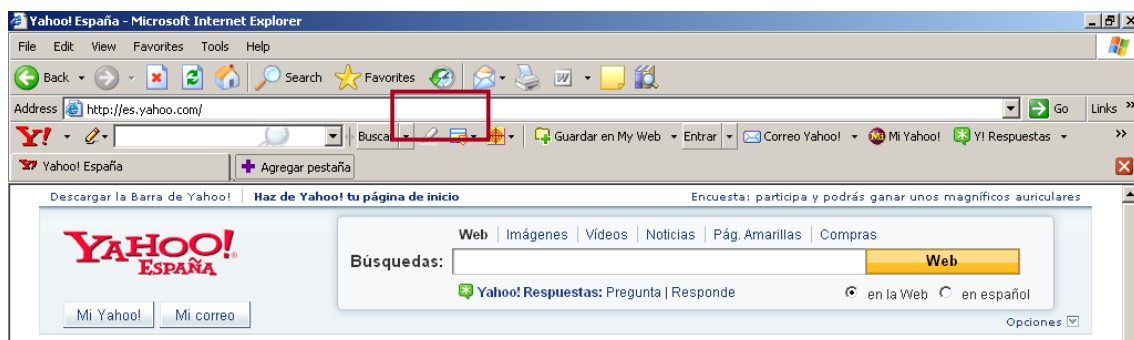 Yahoo! España - Microsoft Internet Explorer
File Edit View Favorites Tools Help
Back Search Favorites W
Address http://es.yahoo.com/ Go Links »
Y! Buscar Guardar en My Web Entrar Correo Yahoo! Mi Yahoo! Y! Respuestas »
Y! Yahoo! España Agregar pestaña
Descargar la Barra de Yahoo! | Haz de Yahoo! tu página de inicio Encuesta: participa y podrás ganar unos magníficos auriculares
YAHOO!
ESPAÑA
Web | Imágenes | Vídeos | Noticias | Pág. Amarillas | Compras
Búsquedas: Web
Yahoo! Respuestas: Pregunta | Responde en la Web en español
Mi Yahoo! Mi correo
Opciones